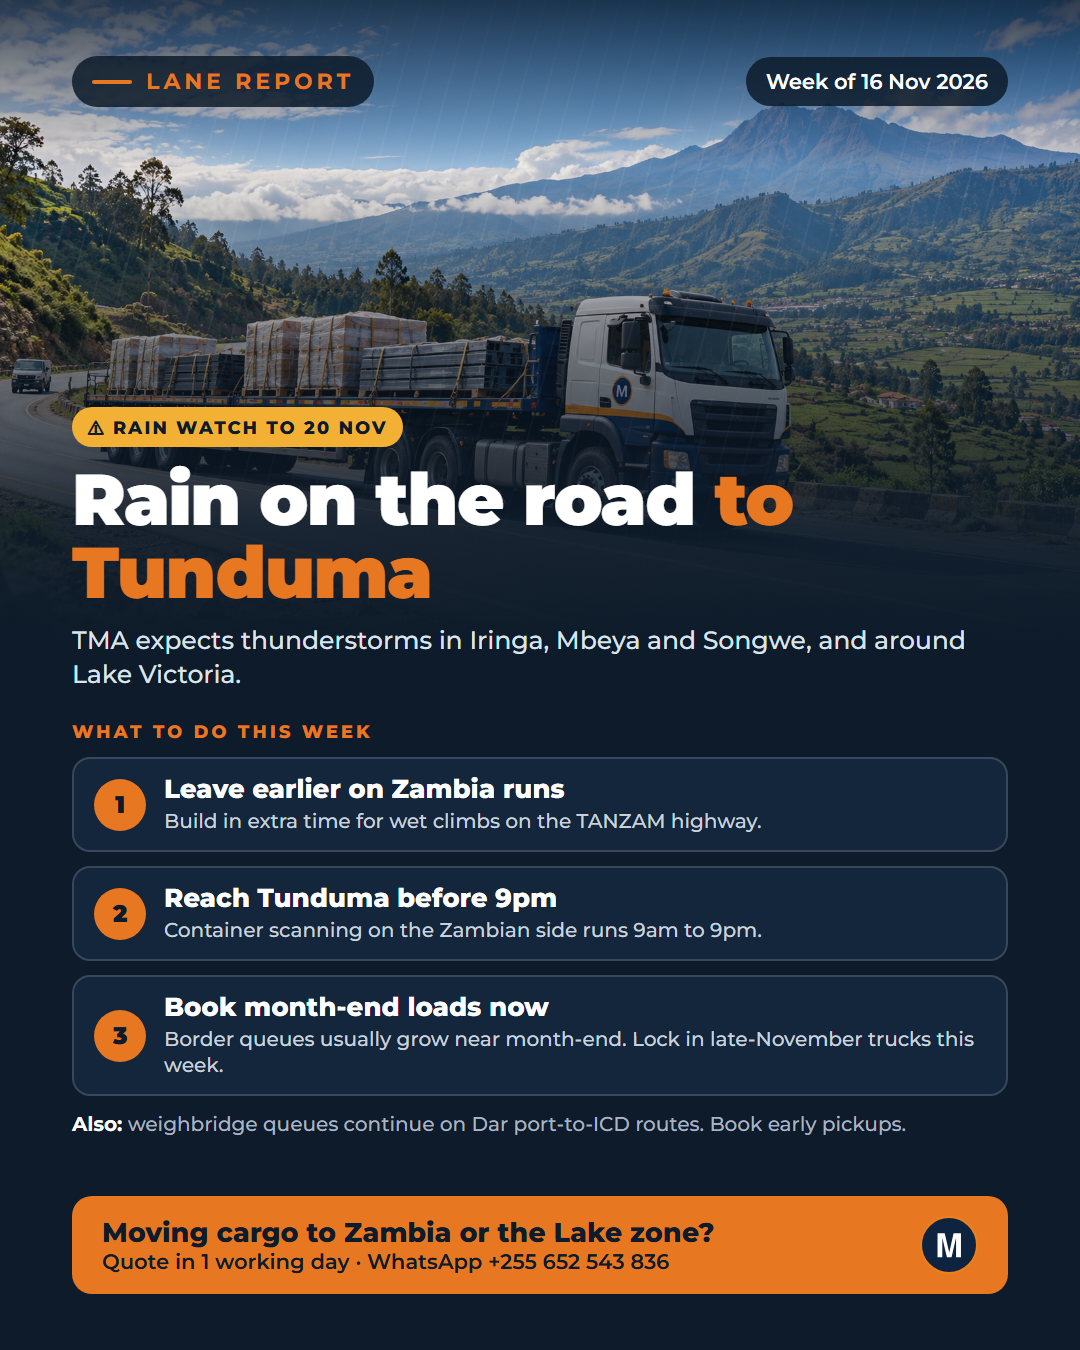 LANE REPORT
Week of 16 Nov 2026
M
⚠ RAIN WATCH TO 20 NOV
Rain on the road to
Tunduma
TMA expects thunderstorms in Iringa, Mbeya and Songwe, and around
Lake Victoria.
WHAT TO DO THIS WEEK
1
Leave earlier on Zambia runs
Build in extra time for wet climbs on the TANZAM highway.
2
Reach Tunduma before 9pm
Container scanning on the Zambian side runs 9am to 9pm.
3
Book month-end loads now
Border queues usually grow near month-end. Lock in late-November trucks this
week.
Also: weighbridge queues continue on Dar port-to-ICD routes. Book early pickups.
Moving cargo to Zambia or the Lake zone?
Quote in 1 working day · WhatsApp +255 652 543 836
M